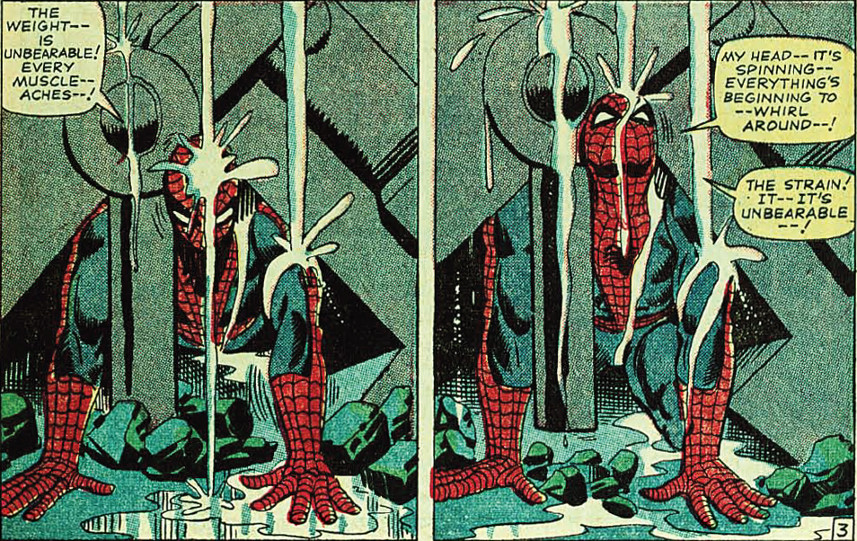 THE
WEIGHT--
IS
UNBEARABLE!
EVERY
MUSCLE--
ACHES--!
MY HEAD--IT'S
SPINNING--
EVERYTHING'S
BEGINNING TO
--WHIRL
AROUND--!
THE STRAIN!
IT--IT'S
UNBEARABLE
--!
3